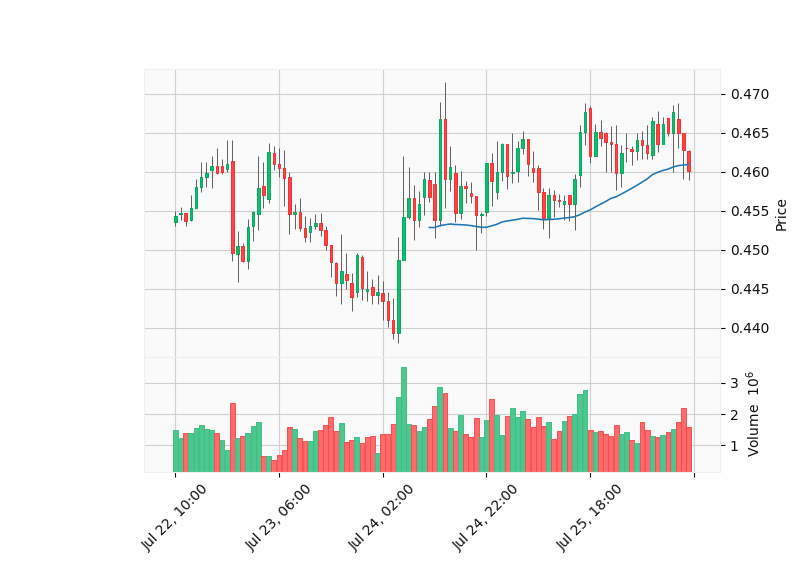 0.470
0.465
0.460
0.455
0.450
0.445
0.440
Price
3
2
1
Volume 10^6
Jul 22, 10:00
Jul 23, 06:00
Jul 24, 02:00
Jul 24, 22:00
Jul 25, 18:00